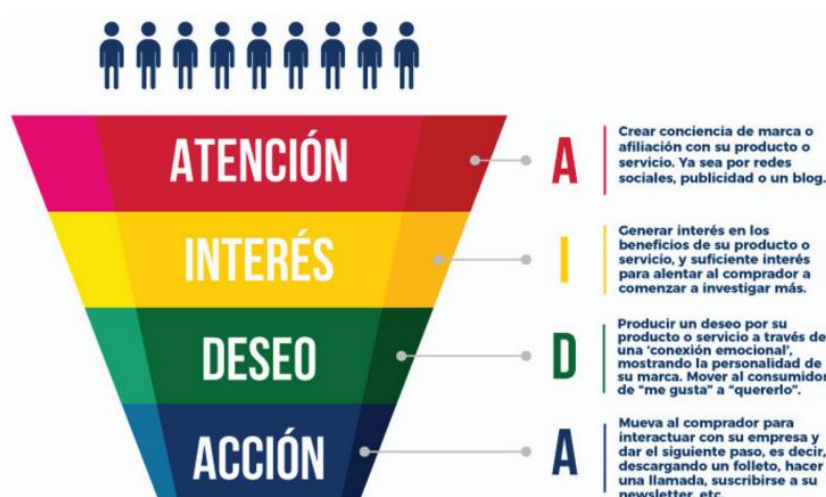 ATENCIÓN
A
Crear conciencia de marca o
afiliación con su producto o
servicio. Ya sea por redes
sociales, publicidad o un blog.
INTERÉS
I
Generar interés en los
beneficios de su producto o
servicio, y suficiente interés
para alentar al comprador a
comenzar a investigar más.
DESEO
D
Producir un deseo por su
producto o servicio a través de
una ‘conexión emocional’,
mostrando la personalidad de
su marca. Mover al consumidor
de “me gusta” a “quererlo”.
ACCIÓN
A
Mueva al comprador para
interactuar con su empresa y
dar el siguiente paso, es decir,
descargando un folleto, hacer
una llamada, suscribirse a su
newsletter, etc